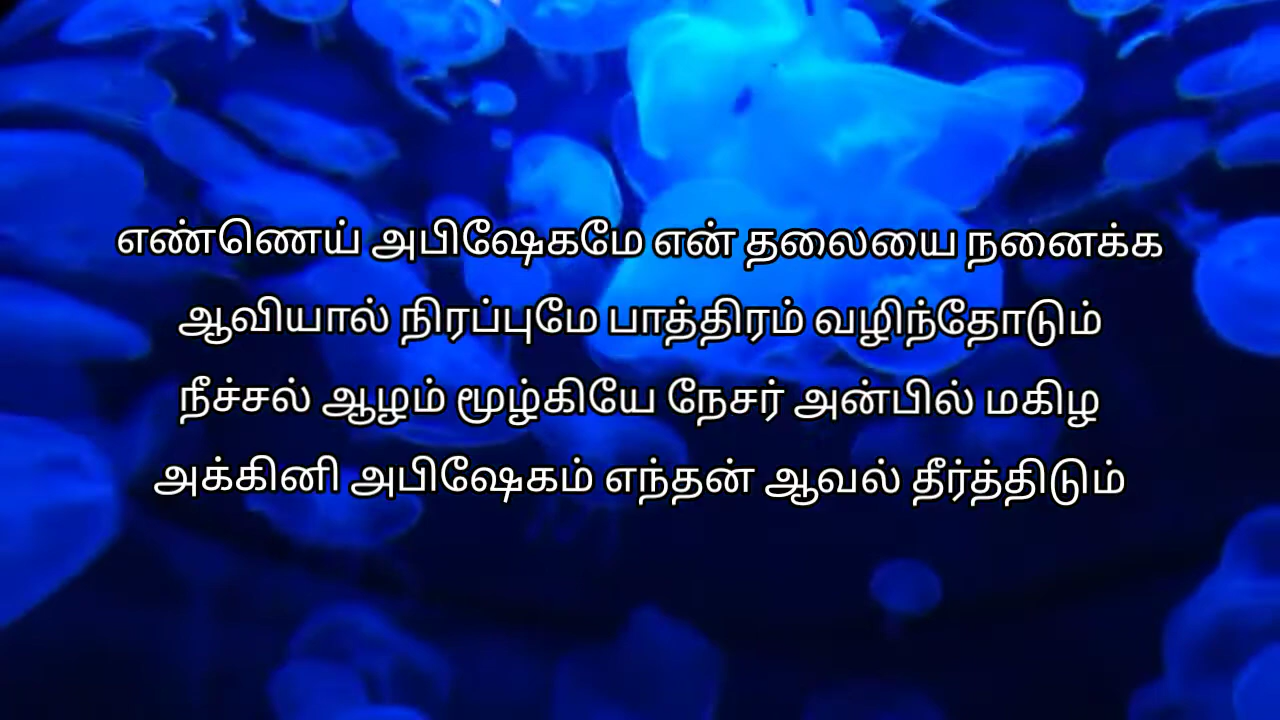 எண்ணெய் அபிஷேகமே என் தலையை நனைக்க
ஆவியால் நிரப்புமே பாத்திரம் வழிந்தோடும்
நீச்சல் ஆழம் மூழ்கியே நேசர் அன்பில் மகிழ
அக்கினி அபிஷேகம் எந்தன் ஆவல் தீர்த்திடும்